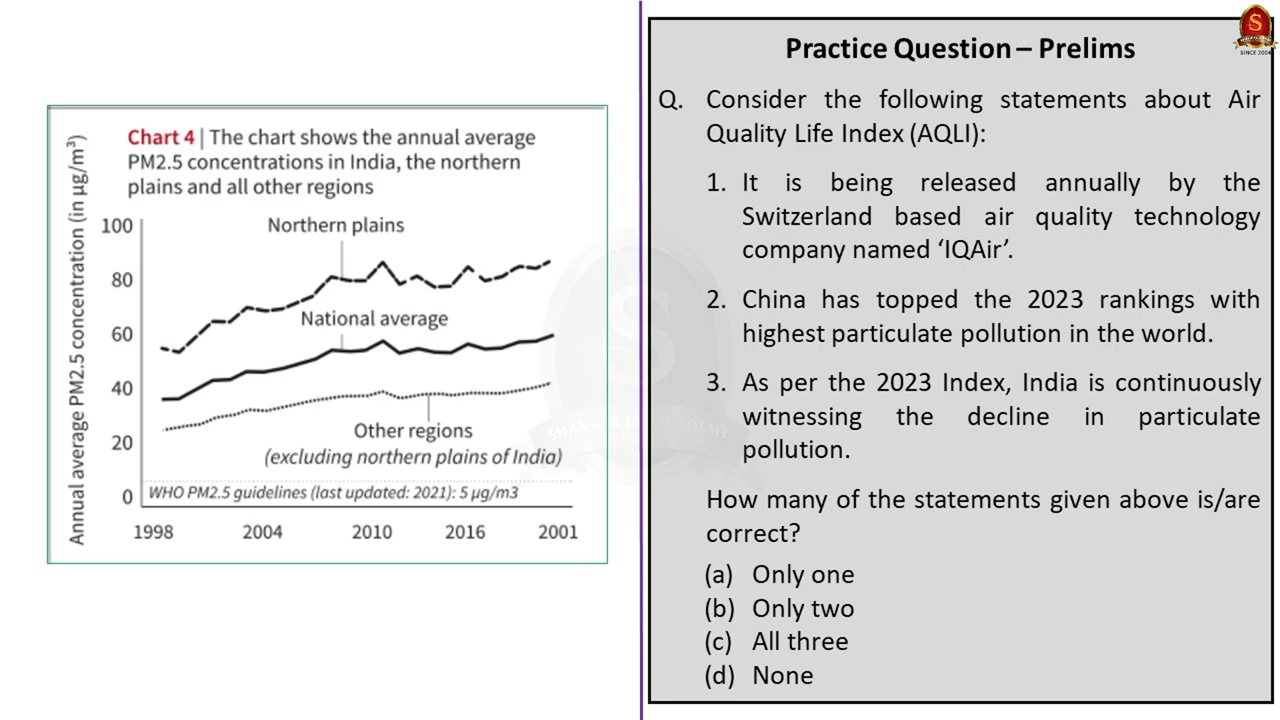 Chart 4 | The chart shows the annual average
PM2.5 concentrations in India, the northern
plains and all other regions
Annual average PM2.5 concentration (in µg/m³)
100
80
60
40
20
0
Northern plains
National average
Other regions
(excluding northern plains of India)
WHO PM2.5 guidelines (last updated: 2021): 5 µg/m3
1998 2004 2010 2016 2001
Practice Question – Prelims
S
SINCE 2004
Q. Consider the following statements about Air
Quality Life Index (AQLI):
1. It is being released annually by the
Switzerland based air quality technology
company named ‘IQAir’.
2. China has topped the 2023 rankings with
highest particulate pollution in the world.
3. As per the 2023 Index, India is continuously
witnessing the decline in particulate
pollution.
How many of the statements given above is/are
correct?
(a) Only one
(b) Only two
(c) All three
(d) None